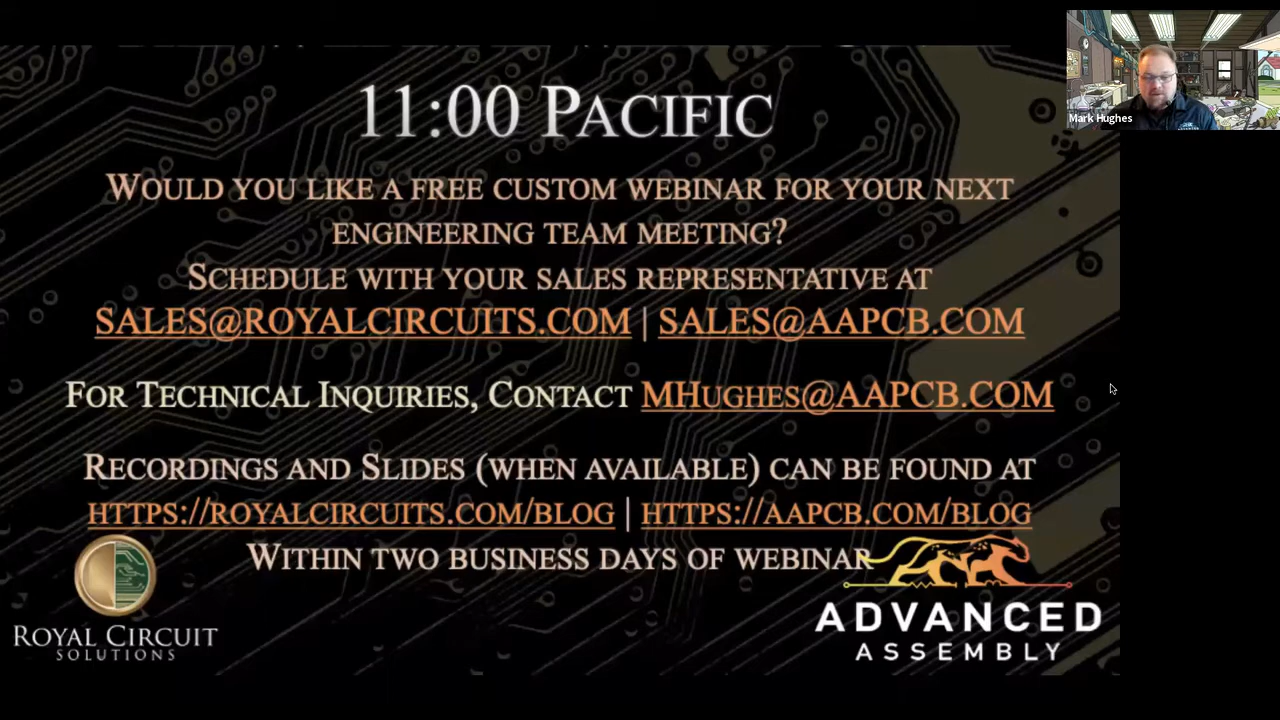 11:00 PACIFIC
Mark Hughes
WOULD YOU LIKE A FREE CUSTOM WEBINAR FOR YOUR NEXT
ENGINEERING TEAM MEETING?
SCHEDULE WITH YOUR SALES REPRESENTATIVE AT
SALES@ROYALCIRCUITS.COM | SALES@AAPCB.COM
FOR TECHNICAL INQUIRIES, CONTACT MHUGHES@AAPCB.COM
RECORDINGS AND SLIDES (WHEN AVAILABLE) CAN BE FOUND AT
HTTPS://ROYALCIRCUITS.COM/BLOG | HTTPS://AAPCB.COM/BLOG
WITHIN TWO BUSINESS DAYS OF WEBINAR
ROYAL CIRCUIT
SOLUTIONS
ADVANCED
ASSEMBLY